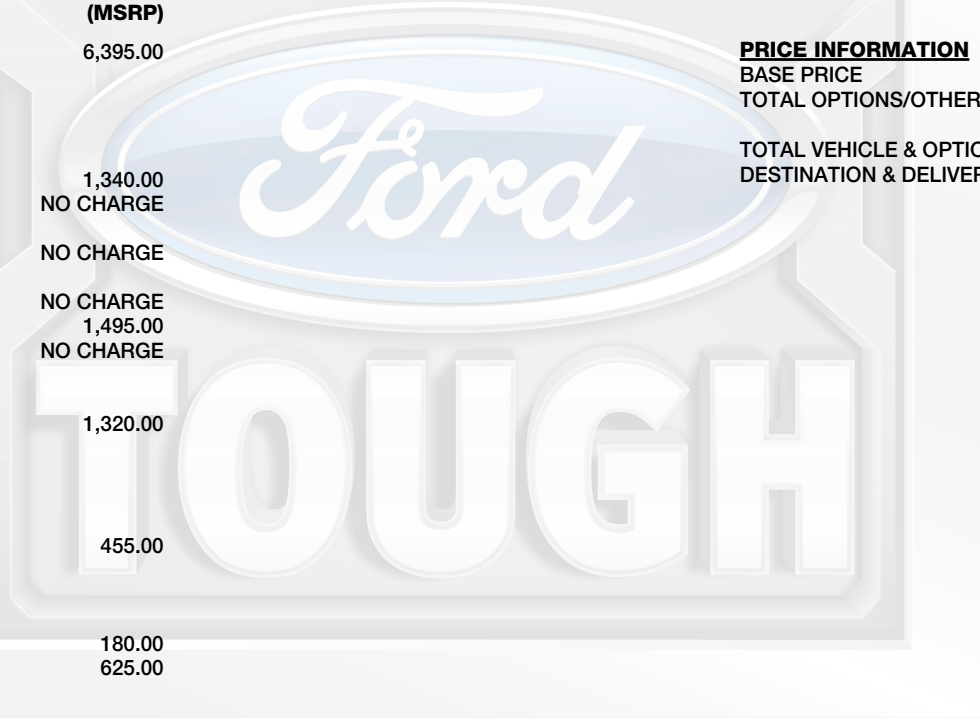 (MSRP)
6,395.00
1,340.00
NO CHARGE
NO CHARGE
NO CHARGE
1,495.00
NO CHARGE
1,320.00
455.00
180.00
625.00
PRICE INFORMATION
BASE PRICE
TOTAL OPTIONS/OTHER
TOTAL VEHICLE & OPTIO
DESTINATION & DELIVER
Ford
TOUGH